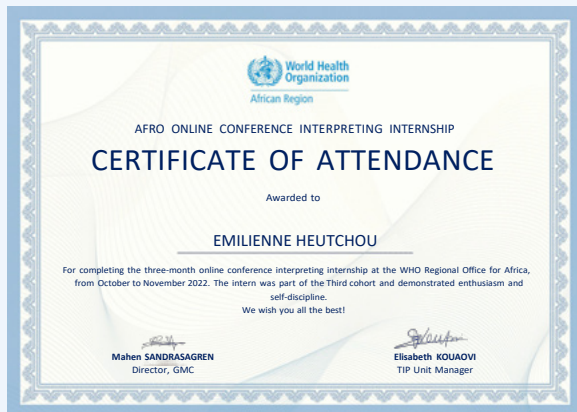 World Health
Organization
African Region
AFRO ONLINE CONFERENCE INTERPRETING INTERNSHIP
CERTIFICATE OF ATTENDANCE
Awarded to
EMILIENNE HEUTCHOU
For completing the three-month online conference interpreting internship at the WHO Regional Office for Africa,
from October to November 2022. The intern was part of the Third cohort and demonstrated enthusiasm and
self-discipline.
We wish you all the best!
Mahen SANDRASAGREN
Director, GMC
Elisabeth KOUAOVI
TIP Unit Manager